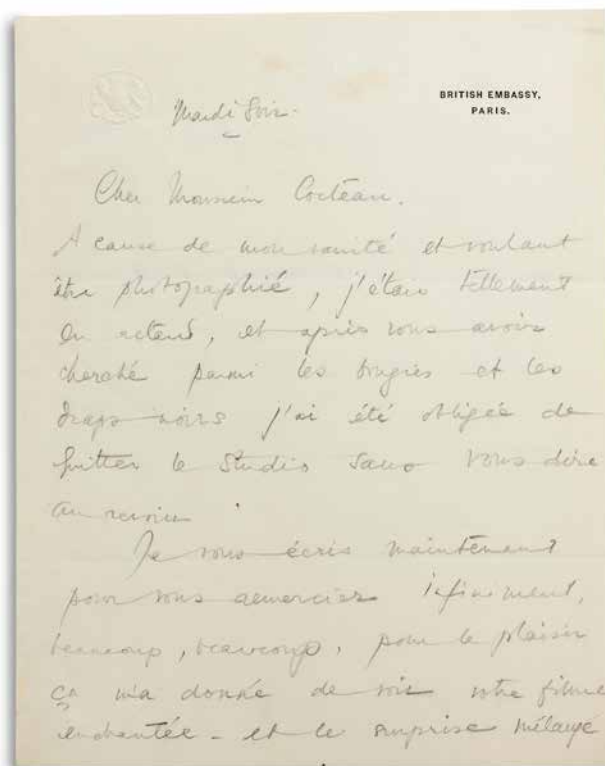 BRITISH EMBASSY,
PARIS.
Mardi Soir.
Cher Monsieur Cocteau.
A cause de mon vanité et voulant
être photographié, j'étais tellement
en retard, et après vous avoir
cherché parmi les bougies et les
draps noirs j'ai été obligée de
quitter le Studio sans vous dire
au revoir
Je vous écris maintenant
pour vous remercier infiniment,
beaucoup, beaucoup, pour le plaisir
ça m'a donné de voir votre filme
enchantée - et le surprise mélangé